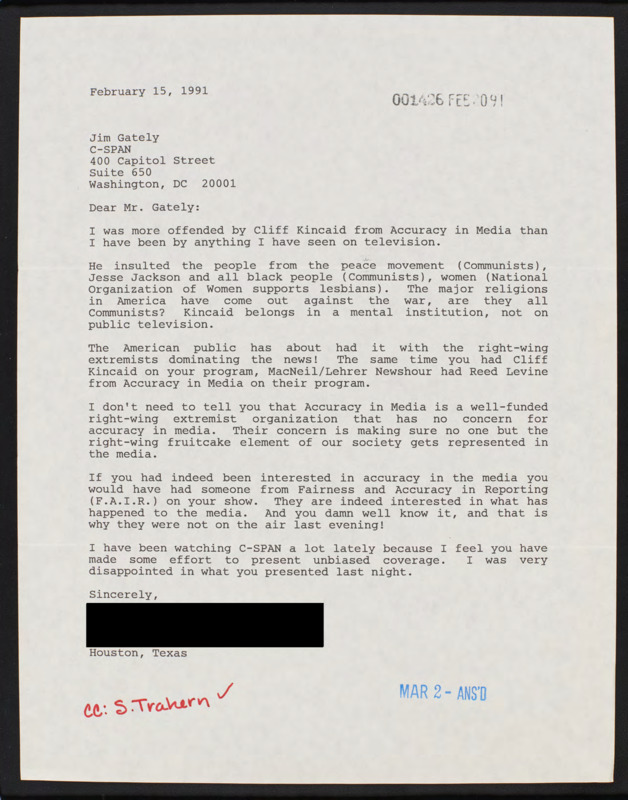 February 15, 1991
001426 FEB 20 91
Jim Gately
C-SPAN
400 Capitol Street
Suite 650
Washington, DC 20001
Dear Mr. Gately:
I was more offended by Cliff Kincaid from Accuracy in Media than
I have been by anything I have seen on television.
He insulted the people from the peace movement (Communists),
Jesse Jackson and all black people (Communists), women (National
Organization of Women supports lesbians). The major religions
in America have come out against the war, are they all
Communists? Kincaid belongs in a mental institution, not on
public television.
The American public has about had it with the right-wing
extremists dominating the news! The same time you had Cliff
Kincaid on your program, MacNeil/Lehrer Newshour had Reed Levine
from Accuracy in Media on their program.
I don't need to tell you that Accuracy in Media is a well-funded
right-wing extremist organization that has no concern for
accuracy in media. Their concern is making sure no one but the
right-wing fruitcake element of our society gets represented in
the media.
If you had indeed been interested in accuracy in the media you
would have had someone from Fairness and Accuracy in Reporting
(F.A.I.R.) on your show. They are indeed interested in what has
happened to the media. And you damn well know it, and that is
why they were not on the air last evening!
I have been watching C-SPAN a lot lately because I feel you have
made some effort to present unbiased coverage. I was very
disappointed in what you presented last night.
Sincerely,
Houston, Texas
cc: S. Trahern ✓
MAR 2 - ANS'D